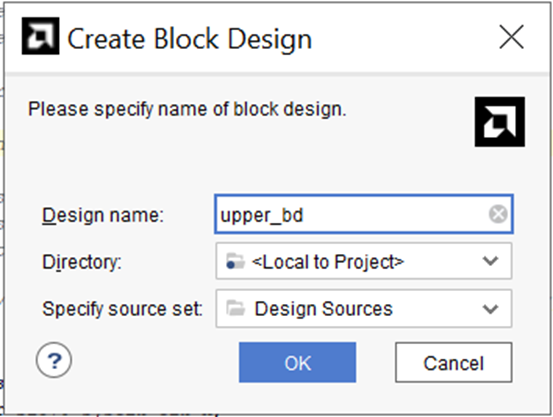 Create Block Design
Please specify name of block design.
Design name: upper_bd
Directory: <Local to Project>
Specify source set: Design Sources
? OK Cancel